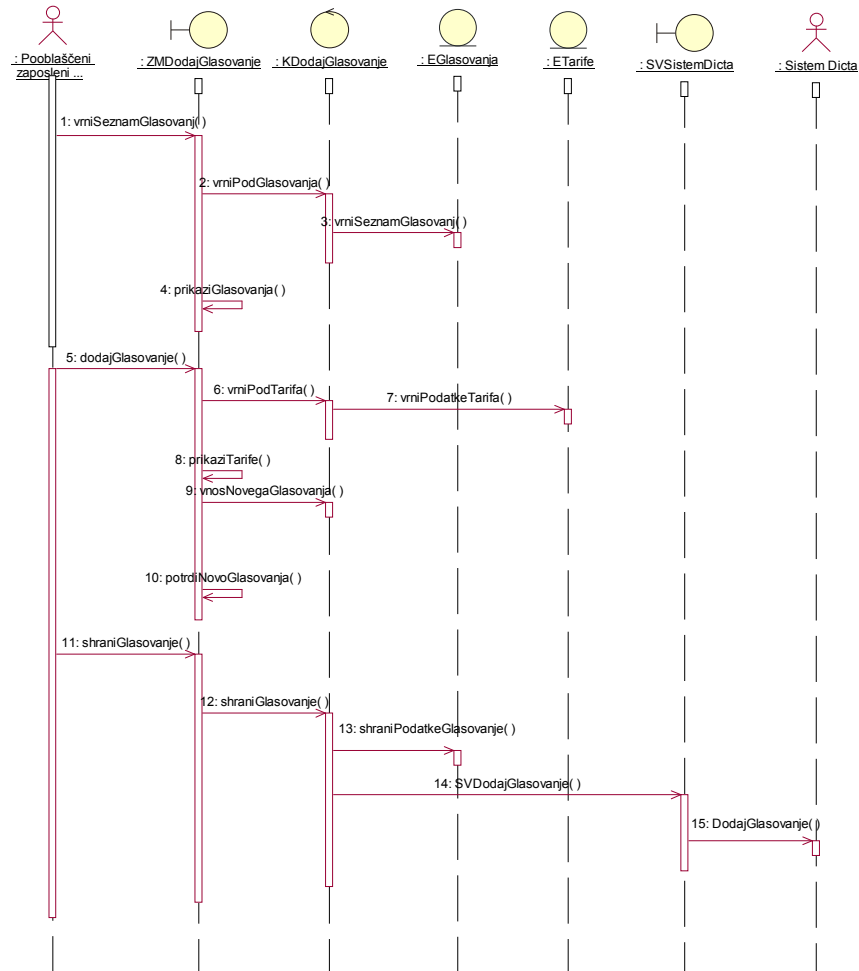 : Pooblaščeni
zaposleni ...
: ZMDodajGlasovanje
: KDodajGlasovanje
: EGlasovanja
: ETarife
: SVSistemDicta
: Sistem Dicta
1: vrniSeznamGlasovanj( )
2: vrniPodGlasovanja( )
3: vrniSeznamGlasovanj( )
4: prikaziGlasovanja( )
5: dodajGlasovanje( )
6: vrniPodTarifa( )
7: vrniPodatkeTarifa( )
8: prikaziTarife( )
9: vnosNovegaGlasovanja( )
10: potrdiNovoGlasovanja( )
11: shraniGlasovanje( )
12: shraniGlasovanje( )
13: shraniPodatkeGlasovanje( )
14: SVDodajGlasovanje( )
15: DodajGlasovanje( )